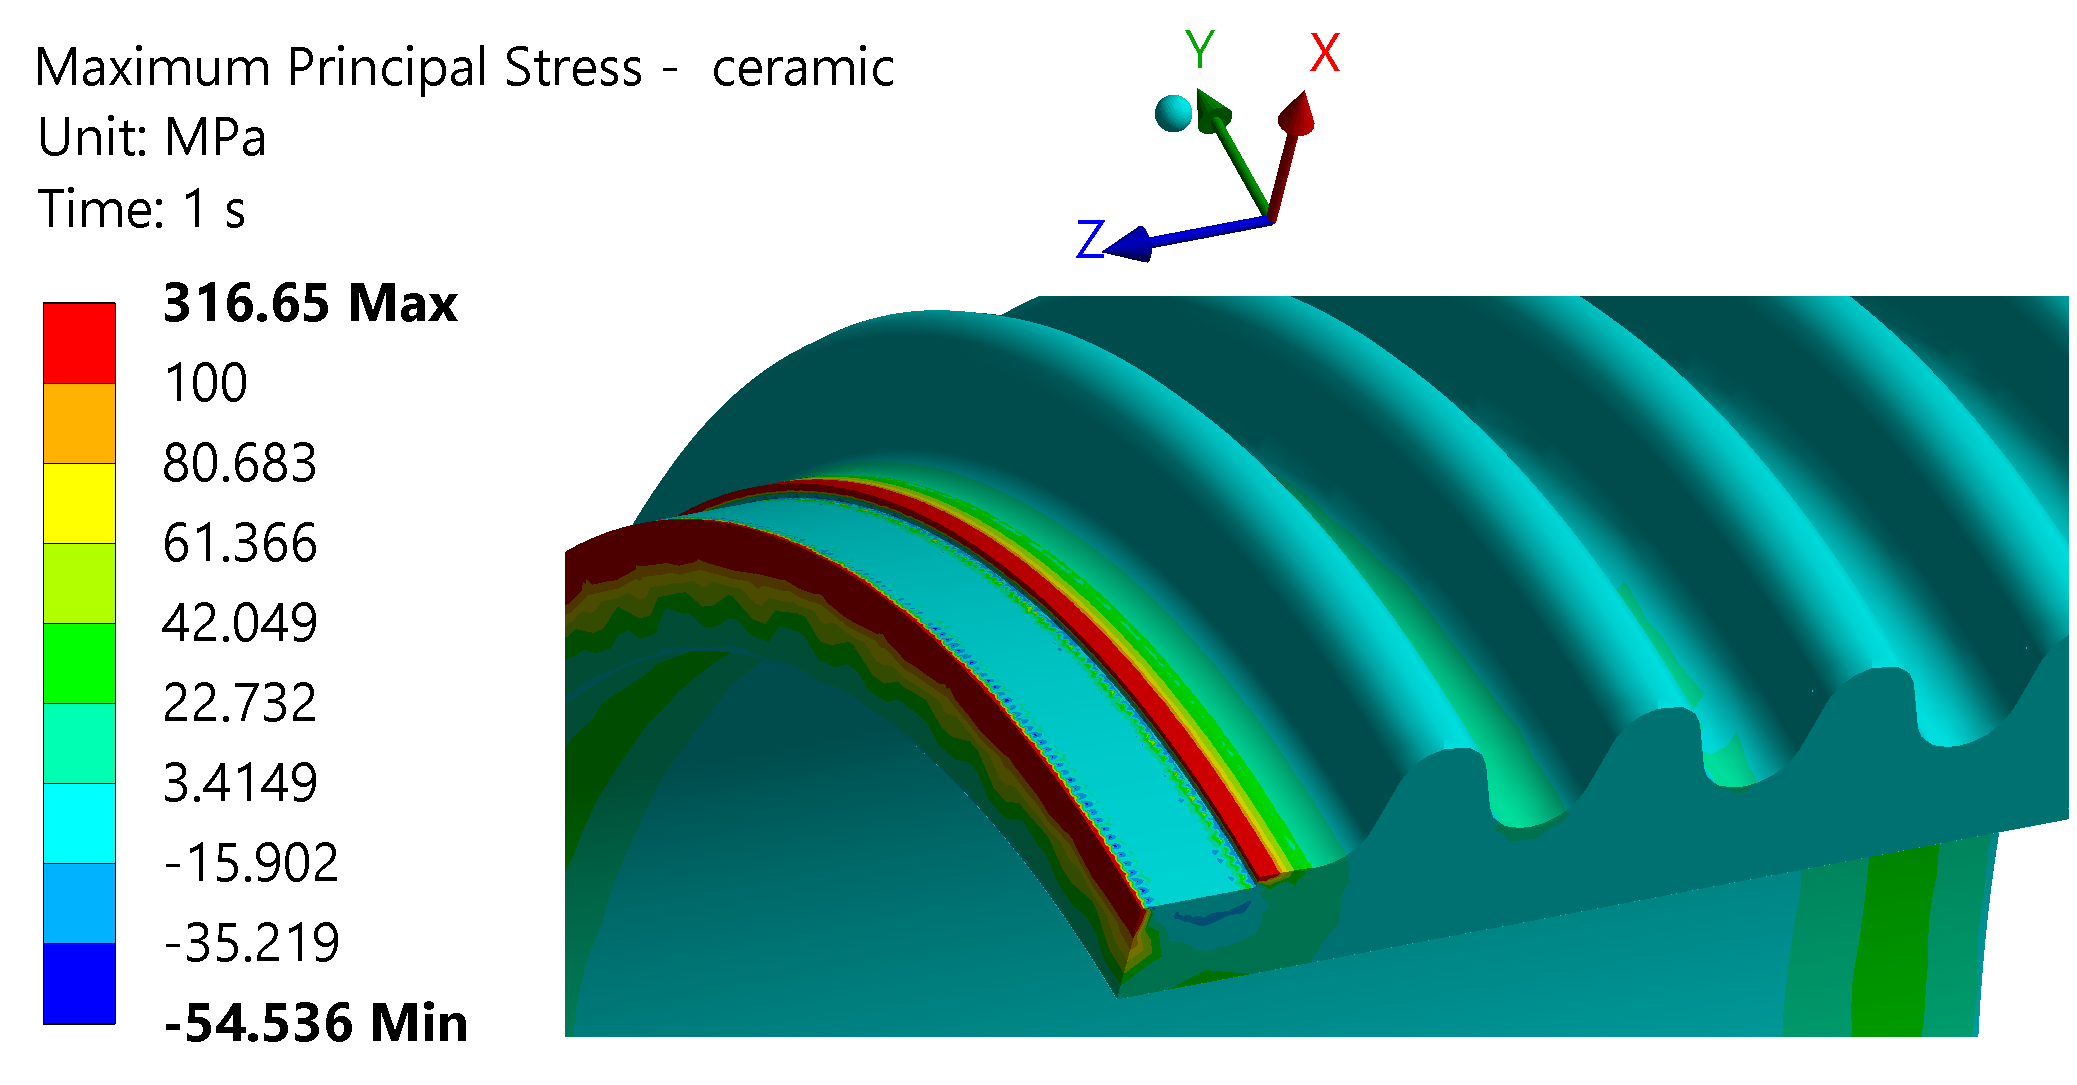 Maximum Principal Stress -  ceramic
Unit: MPa
Time: 1 s
Y
X
Z
316.65 Max
100
80.683
61.366
42.049
22.732
3.4149
-15.902
-35.219
-54.536 Min